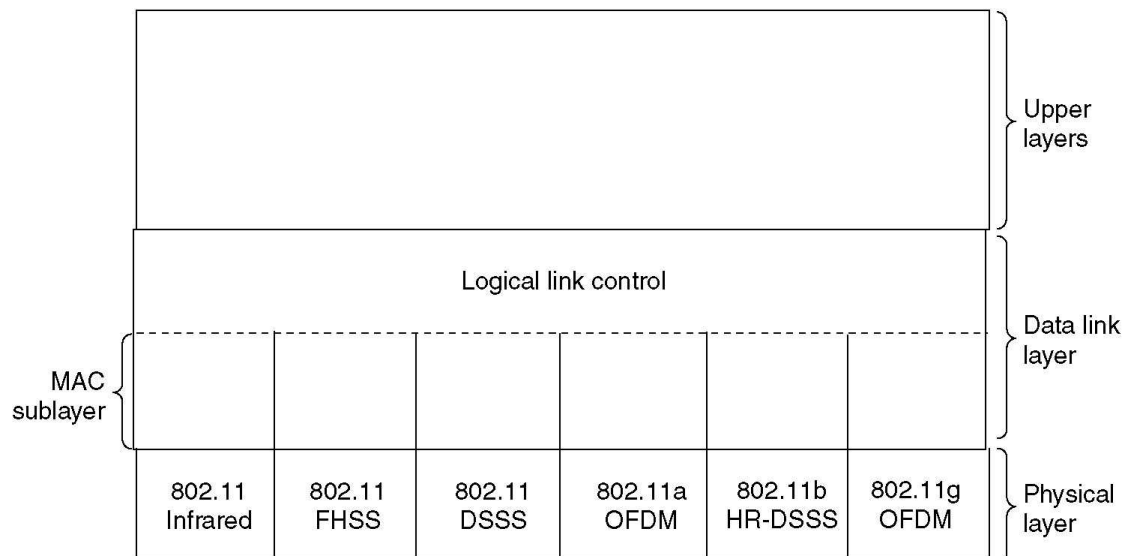 Upper
layers
Logical link control
Data link
layer
MAC
sublayer
802.11
Infrared
802.11
FHSS
802.11
DSSS
802.11a
OFDM
802.11b
HR-DSSS
802.11g
OFDM
Physical
layer